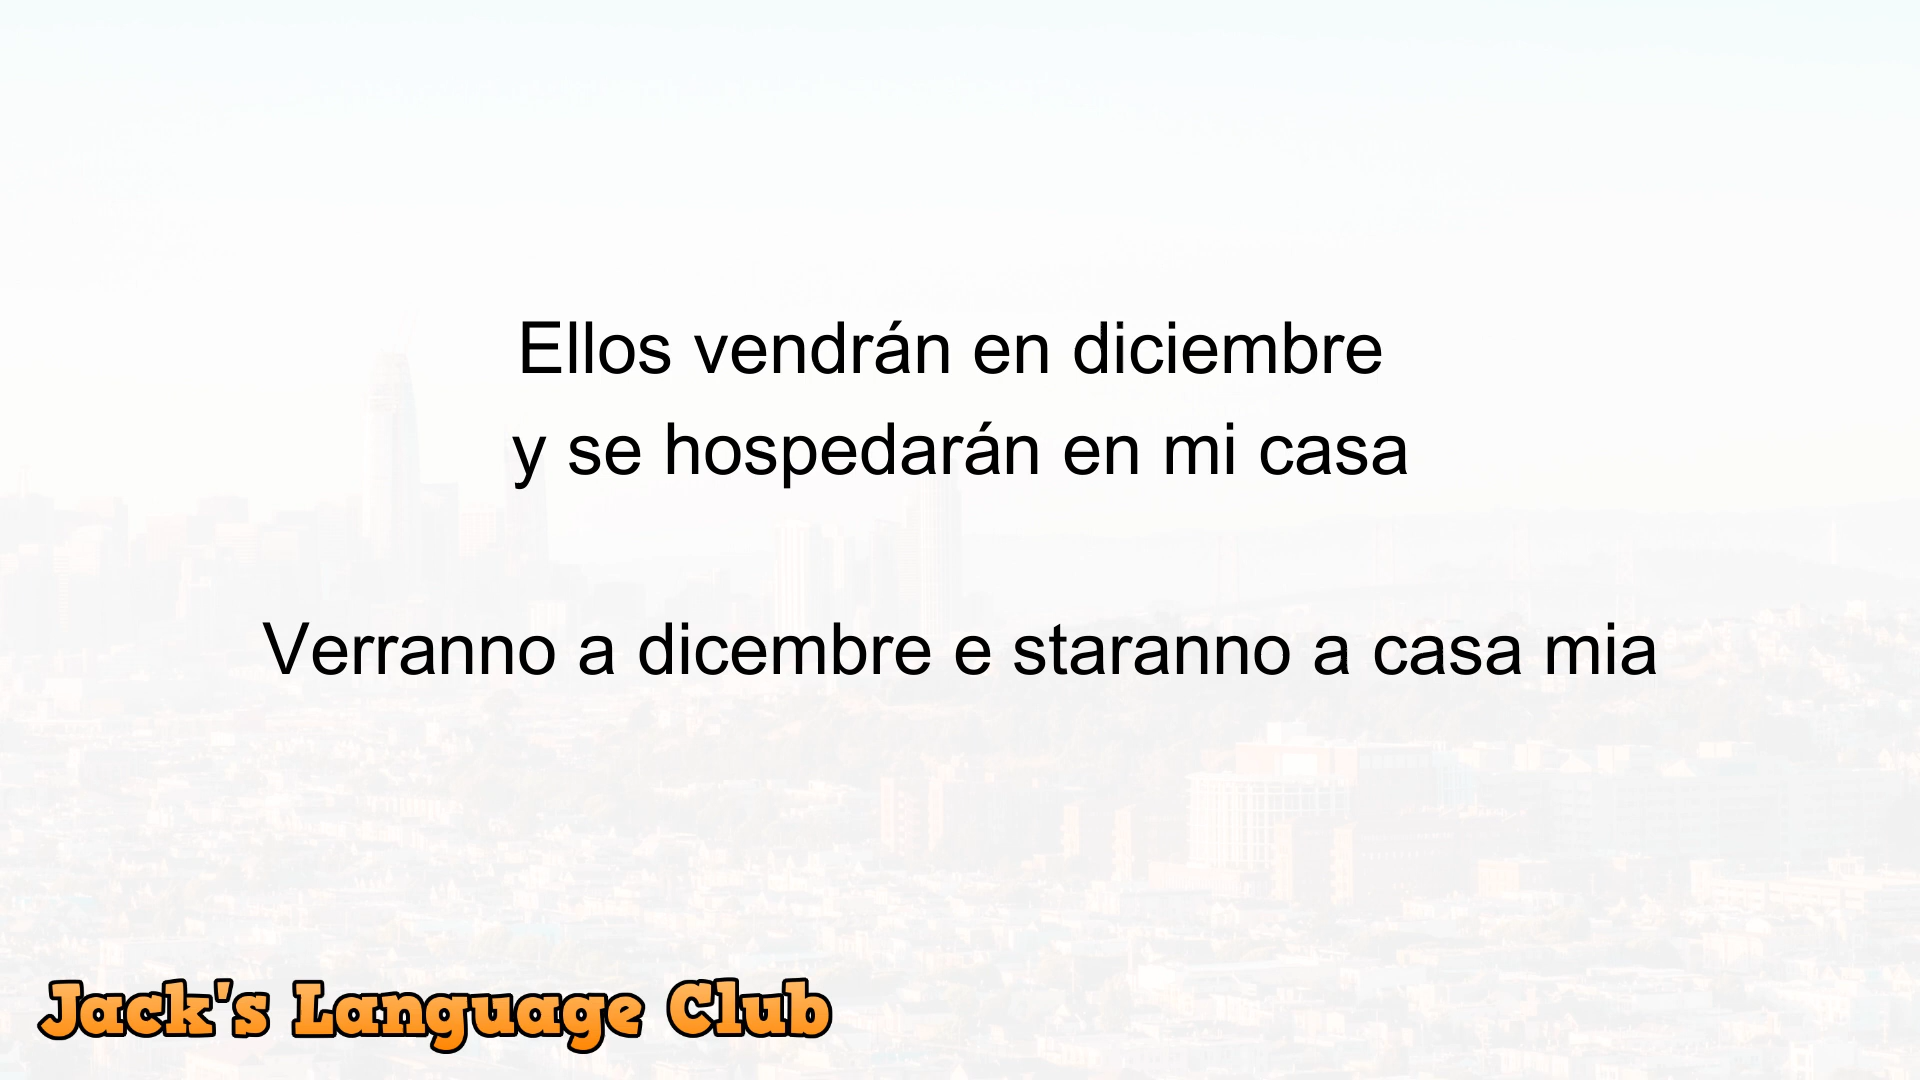 Ellos vendrán en diciembre
y se hospedarán en mi casa
Verranno a dicembre e staranno a casa mia
Jack's Language Club